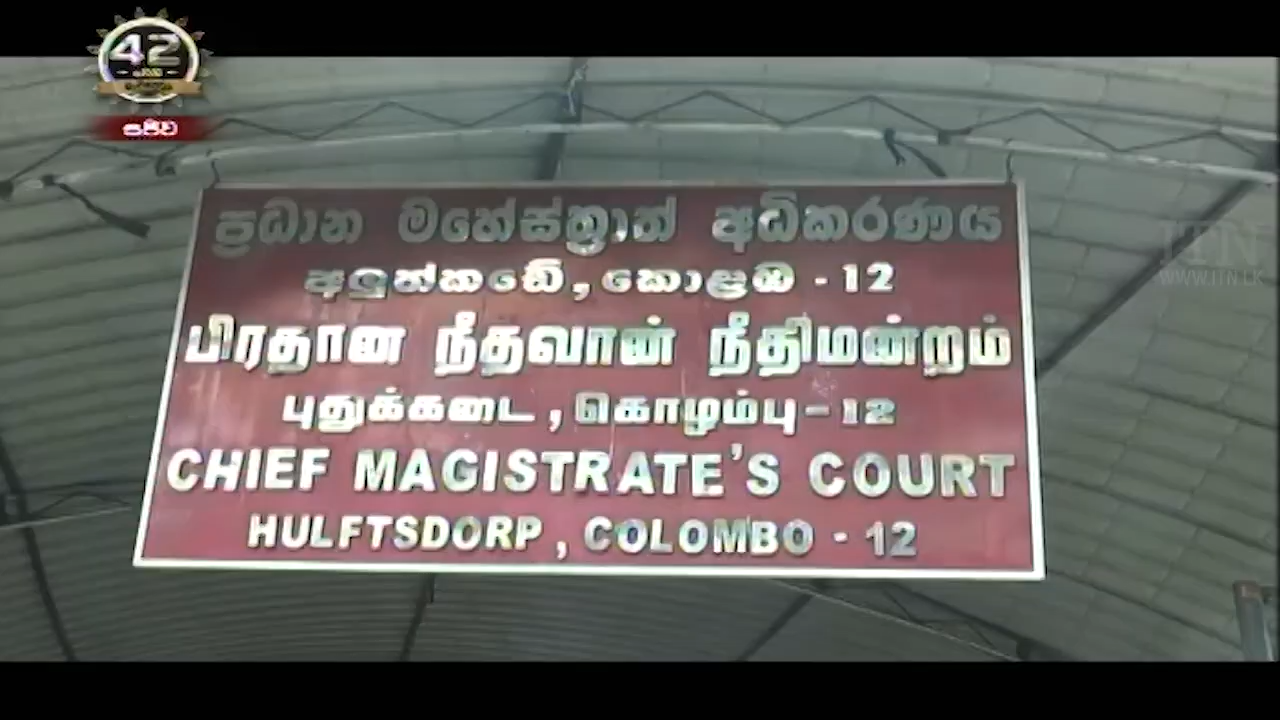 42
සජීව
ITN
WWW.ITN.LK
ප්‍රධාන මහේස්ත්‍රාත් අධිකරණය
අලුත්කඩේ, කොළඹ - 12
பிரதான நீதவான் நீதிமன்றம்
புதுக்கடை, கொழும்பு - 12
CHIEF MAGISTRATE'S COURT
HULFTSDORP, COLOMBO - 12